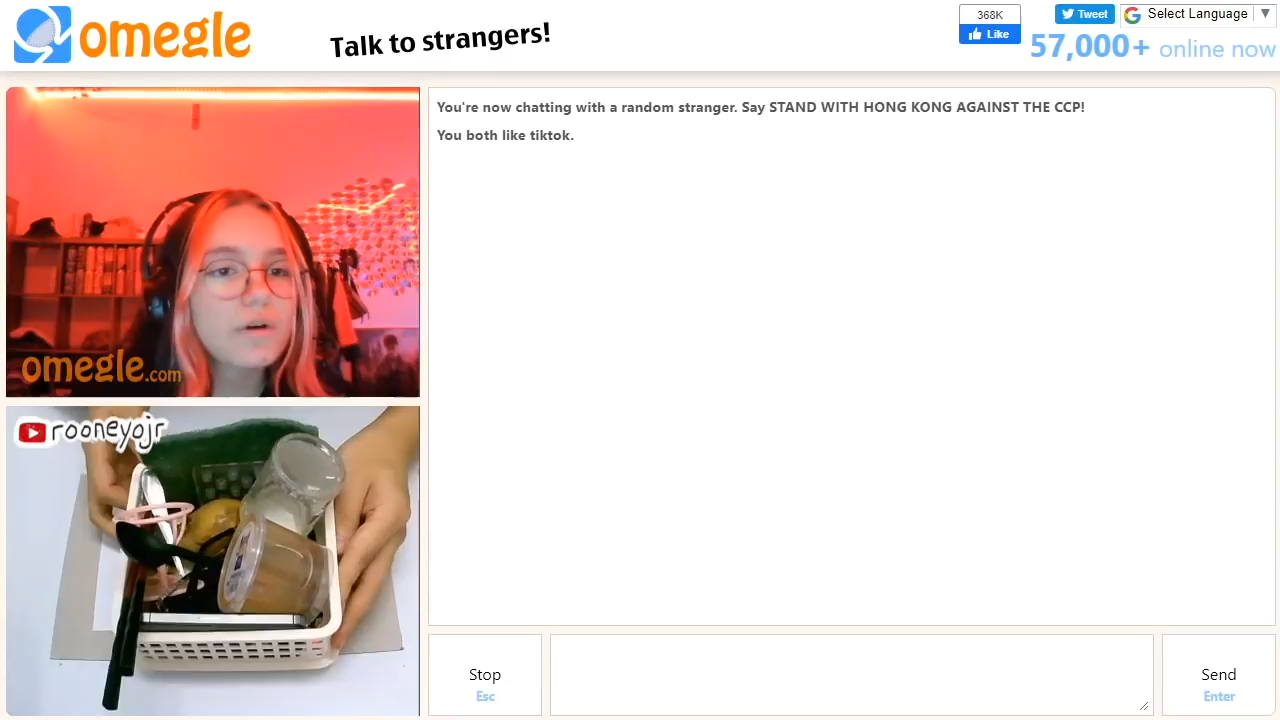 omegle
Talk to strangers!
368K
Like
Tweet
Select Language
57,000+ online now
You're now chatting with a random stranger. Say STAND WITH HONG KONG AGAINST THE CCP!
You both like tiktok.
omegle.com
rooneyojr
Stop
Esc
Send
Enter